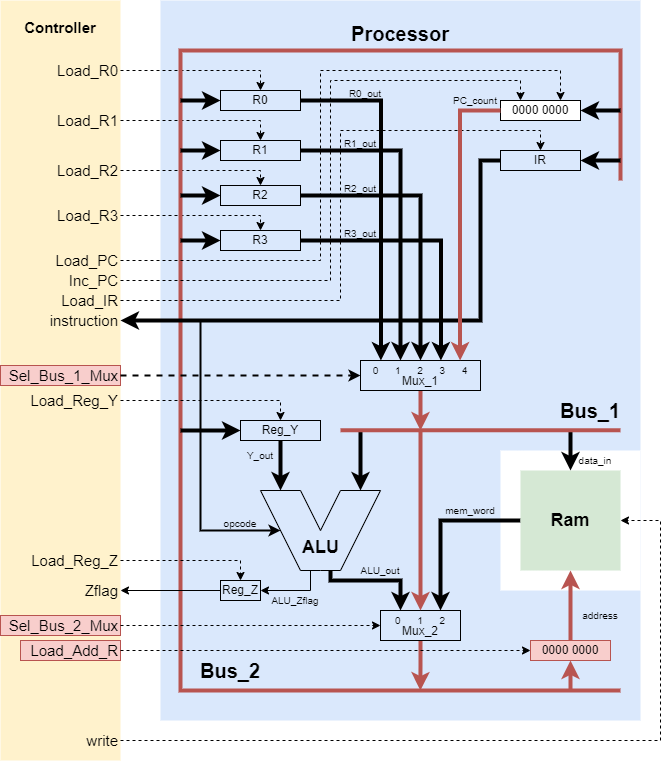 Controller
Processor
Load_R0
R0
R0_out
PC_count
0000 0000
Load_R1
R1
R1_out
IR
Load_R2
R2
R2_out
Load_R3
R3
R3_out
Load_PC
Inc_PC
Load_IR
instruction
Sel_Bus_1_Mux
0 1 2 3 4
Mux_1
Load_Reg_Y
Reg_Y
Bus_1
Y_out
data_in
mem_word
Ram
opcode
ALU
Load_Reg_Z
ALU_out
Zflag
Reg_Z
ALU_Zflag
address
Sel_Bus_2_Mux
0 1 2
Mux_2
Load_Add_R
0000 0000
Bus_2
write